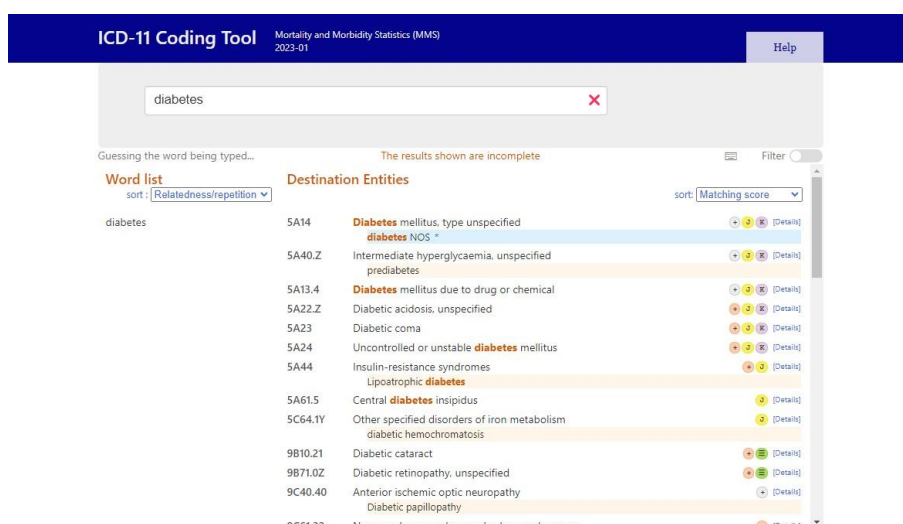 ICD-11 Coding Tool Mortality and Morbidity Statistics (MMS)
2023-01
Help
diabetes
Guessing the word being typed... The results shown are incomplete Filter
Word list Destination Entities
sort : Relatedness/repetition sort: Matching score
diabetes 5A14 Diabetes mellitus, type unspecified + J K [Details]
diabetes NOS *
5A40.Z Intermediate hyperglycaemia, unspecified + J K [Details]
prediabetes
5A13.4 Diabetes mellitus due to drug or chemical + J K [Details]
5A22.Z Diabetic acidosis, unspecified + J K [Details]
5A23 Diabetic coma + J K [Details]
5A24 Uncontrolled or unstable diabetes mellitus + J K [Details]
5A44 Insulin-resistance syndromes + J [Details]
Lipoatrophic diabetes
5A61.5 Central diabetes insipidus J [Details]
5C64.1Y Other specified disorders of iron metabolism J [Details]
diabetic hemochromatosis
9B10.21 Diabetic cataract + [Details]
9B71.0Z Diabetic retinopathy, unspecified + [Details]
9C40.40 Anterior ischemic optic neuropathy + [Details]
Diabetic papillopathy